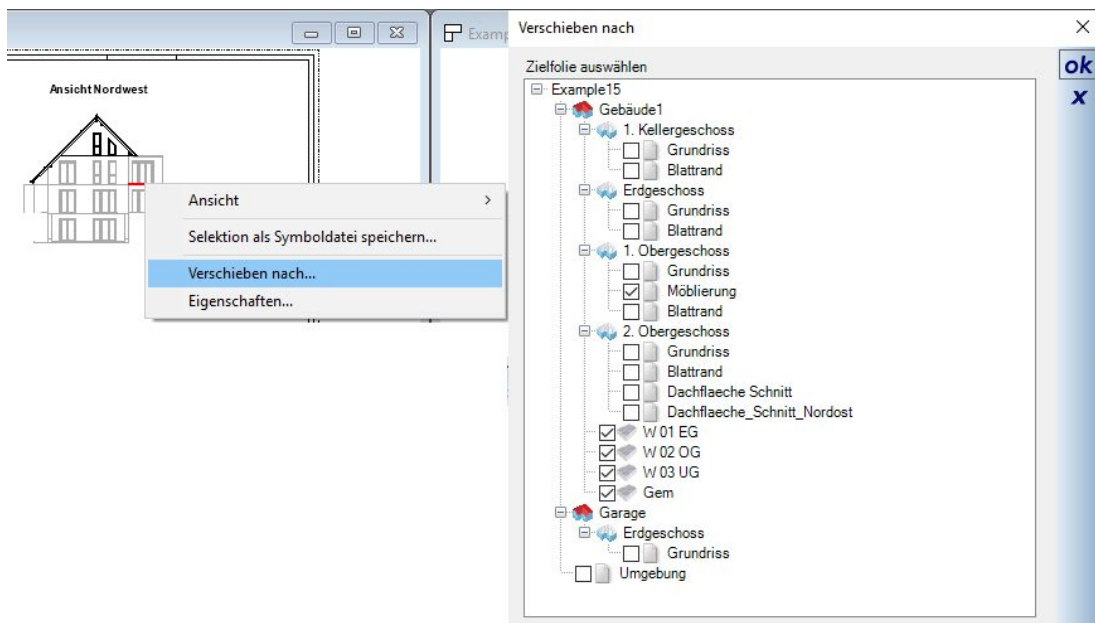 Ansicht Nordwest
Ansicht
Selektion als Symboldatei speichern...
Verschieben nach...
Eigenschaften...
Examp
Verschieben nach
Zielfolie auswählen
ok
x
Example15
Gebäude1
1. Kellergeschoss
Grundriss
Blattrand
Erdgeschoss
Grundriss
Blattrand
1. Obergeschoss
Grundriss
Möblierung
Blattrand
2. Obergeschoss
Grundriss
Blattrand
Dachflaeche Schnitt
Dachflaeche_Schnitt_Nordost
W 01 EG
W 02 OG
W 03 UG
Gem
Garage
Erdgeschoss
Grundriss
Umgebung